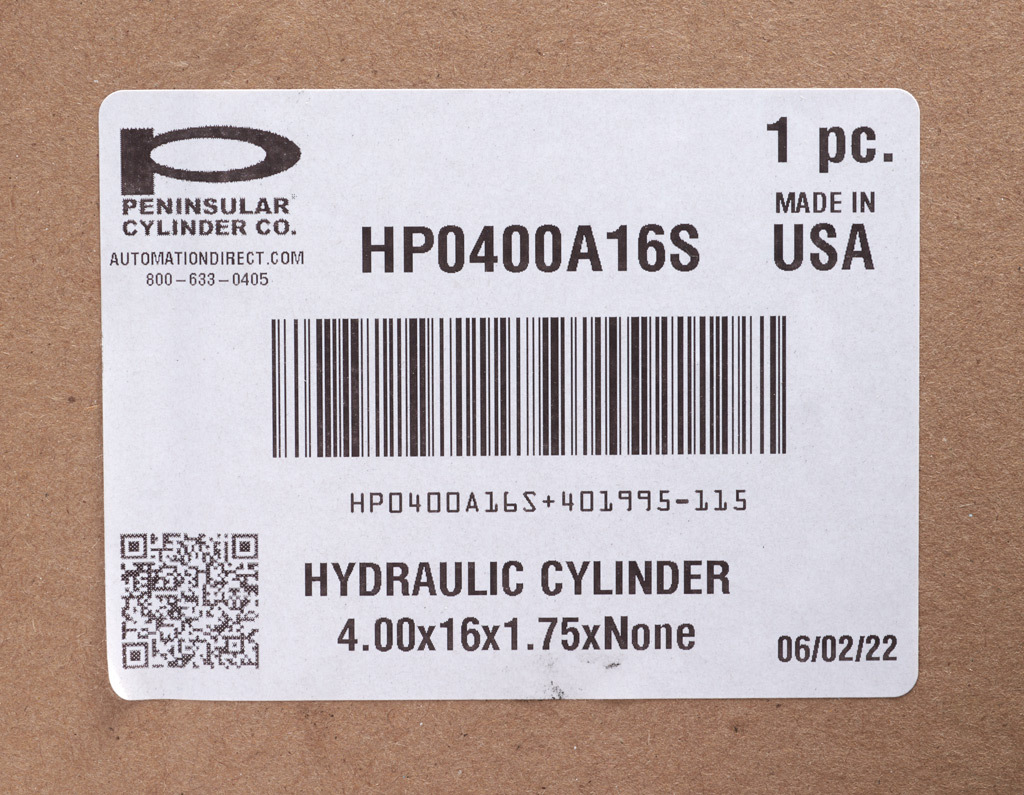 1 pc.
PENINSULAR
CYLINDER CO.
MADE IN
USA
HP0400A16S
AUTOMATIONDIRECT.COM
800-633-0405
HP0400A16S+401995-115
HYDRAULIC CYLINDER
4.00x16x1.75xNone
06/02/22